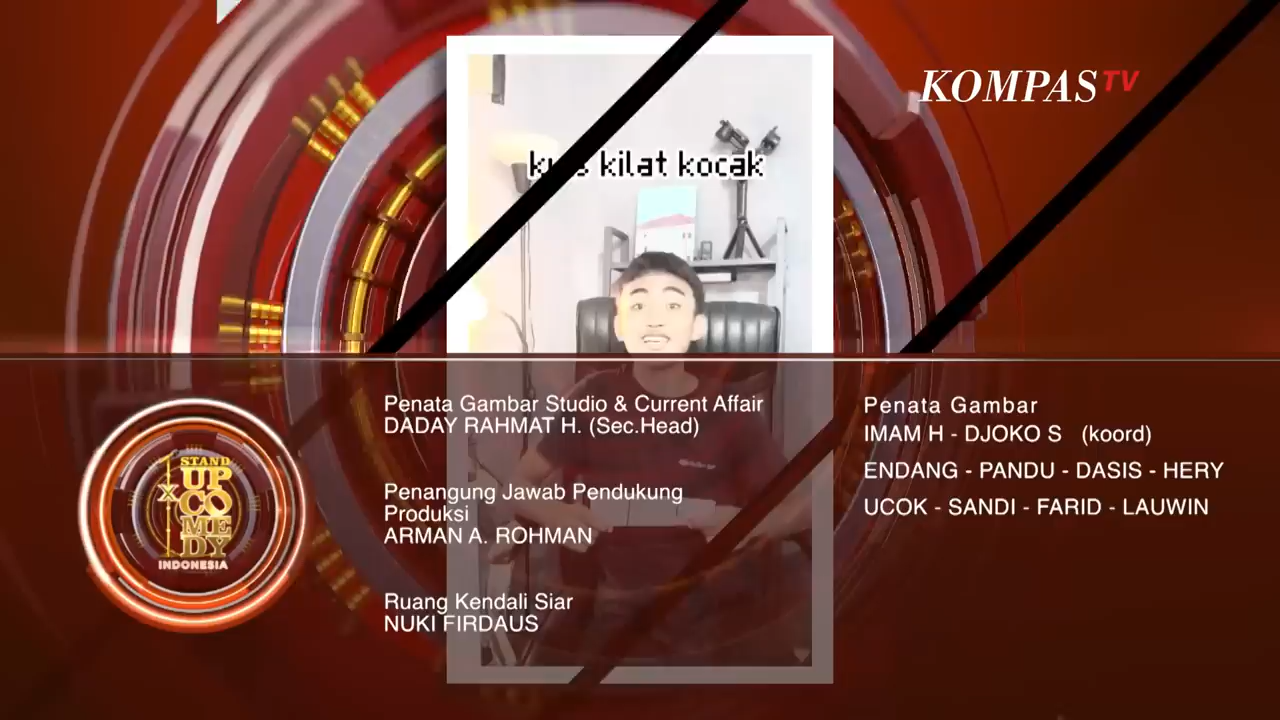 KOMPAS TV
kilat kocak
Penata Gambar Studio & Current Affair
DADAY RAHMAT H. (Sec.Head)
Penangung Jawab Pendukung
Produksi
ARMAN A. ROHMAN
Ruang Kendali Siar
NUKI FIRDAUS
Penata Gambar
IMAM H - DJOKO S (koord)
ENDANG - PANDU - DASIS - HERY
UCOK - SANDI - FARID - LAUWIN
STAND
UP
CO
ME
DY
INDONESIA